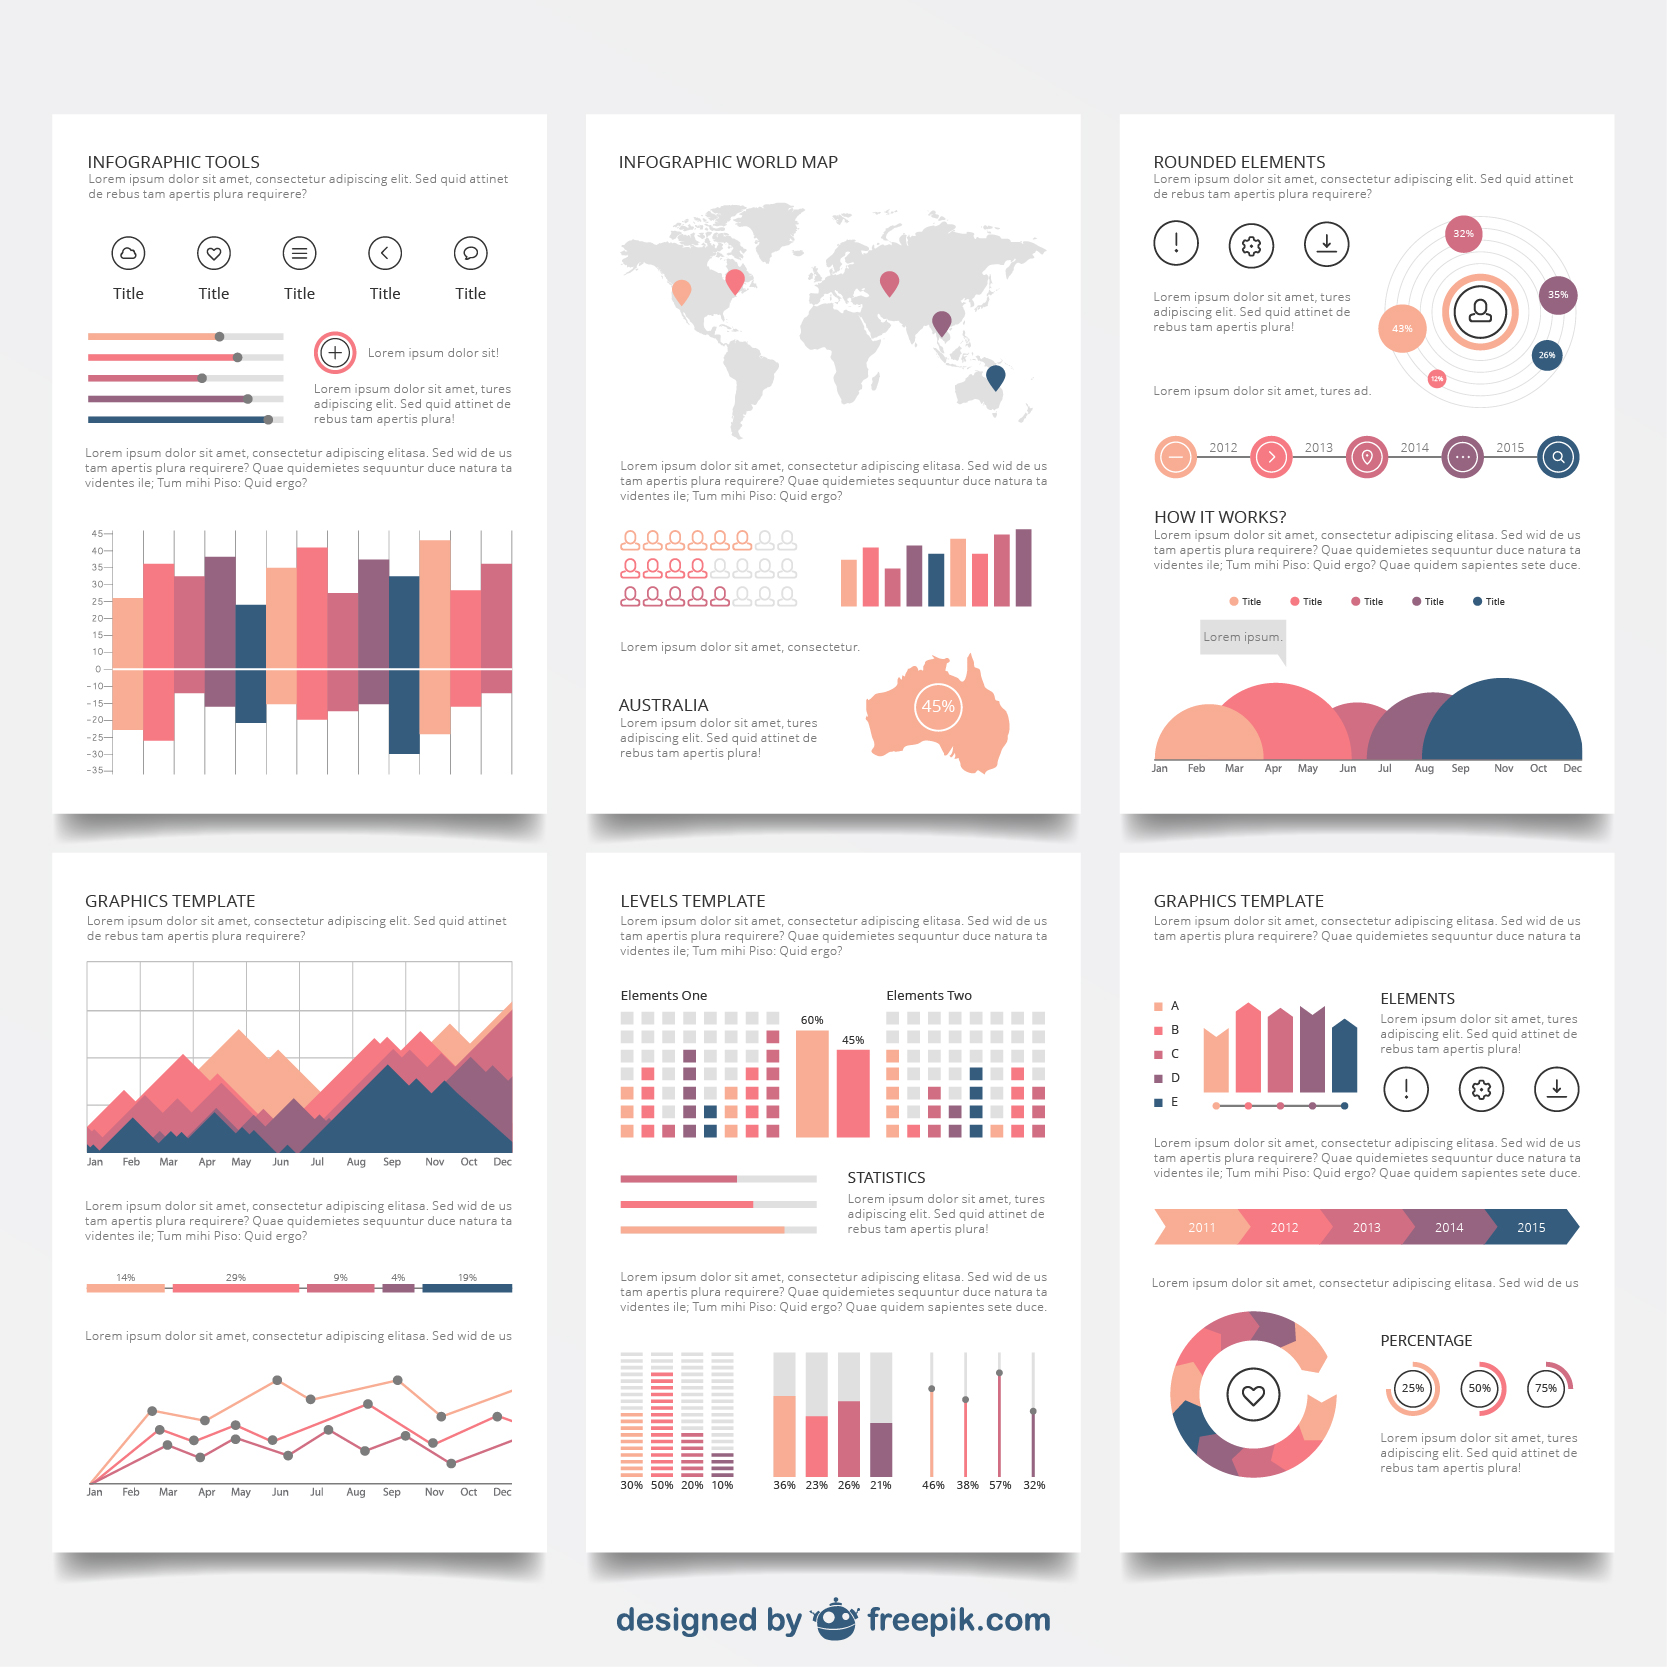 INFOGRAPHIC TOOLS
Lorem ipsum dolor sit amet, consectetur adipiscing elit. Sed quid attinet
de rebus tam apertis plura requirere?
Title Title Title Title Title
Lorem ipsum dolor sit!
Lorem ipsum dolor sit amet, tures
adipiscing elit. Sed quid attinet de
rebus tam apertis plura!
Lorem ipsum dolor sit amet, consectetur adipiscing elitasa. Sed wid de us
tam apertis plura requirere? Quae quidemietes sequuntur duce natura ta
videntes ile; Tum mihi Piso: Quid ergo?
45
40
35
30
25
20
15
10
0
-10
-15
-20
-25
-30
-35
INFOGRAPHIC WORLD MAP
Lorem ipsum dolor sit amet, consectetur adipiscing elitasa. Sed wid de us
tam apertis plura requirere? Quae quidemietes sequuntur duce natura ta
videntes ile; Tum mihi Piso: Quid ergo?
Lorem ipsum dolor sit amet, consectetur.
AUSTRALIA
Lorem ipsum dolor sit amet, tures
adipiscing elit. Sed quid attinet de
rebus tam apertis plura!
45%
ROUNDED ELEMENTS
Lorem ipsum dolor sit amet, consectetur adipiscing elit. Sed quid attinet
de rebus tam apertis plura requirere?
32%
35%
43%
26%
12%
Lorem ipsum dolor sit amet, tures
adipiscing elit. Sed quid attinet de
rebus tam apertis plura!
Lorem ipsum dolor sit amet, tures ad.
2012 2013 2014 2015
HOW IT WORKS?
Lorem ipsum dolor sit amet, consectetur adipiscing elitasa. Sed wid de us
tam apertis plura requirere? Quae quidemietes sequuntur duce natura ta
videntes ile; Tum mihi Piso: Quid ergo? Quae quidem sapientes sete duce.
Title Title Title Title Title
Lorem ipsum.
Jan Feb Mar Apr May Jun Jul Aug Sep Nov Oct Dec
GRAPHICS TEMPLATE
Lorem ipsum dolor sit amet, consectetur adipiscing elit. Sed quid attinet
de rebus tam apertis plura requirere?
Jan Feb Mar Apr May Jun Jul Aug Sep Nov Oct Dec
Lorem ipsum dolor sit amet, consectetur adipiscing elitasa. Sed wid de us
tam apertis plura requirere? Quae quidemietes sequuntur duce natura ta
videntes ile; Tum mihi Piso: Quid ergo?
14% 29% 9% 4% 19%
Lorem ipsum dolor sit amet, consectetur adipiscing elitasa. Sed wid de us
Jan Feb Mar Apr May Jun Jul Aug Sep Nov Oct Dec
LEVELS TEMPLATE
Lorem ipsum dolor sit amet, consectetur adipiscing elitasa. Sed wid de us
tam apertis plura requirere? Quae quidemietes sequuntur duce natura ta
videntes ile; Tum mihi Piso: Quid ergo?
Elements One
60%
45%
Elements Two
STATISTICS
Lorem ipsum dolor sit amet, tures
adipiscing elit. Sed quid attinet de
rebus tam apertis plura!
Lorem ipsum dolor sit amet, consectetur adipiscing elitasa. Sed wid de us
tam apertis plura requirere? Quae quidemietes sequuntur duce natura ta
videntes ile; Tum mihi Piso: Quid ergo? Quae quidem sapientes sete duce.
30% 50% 20% 10% 36% 23% 26% 21% 46% 38% 57% 32%
GRAPHICS TEMPLATE
Lorem ipsum dolor sit amet, consectetur adipiscing elitasa. Sed wid de us
tam apertis plura requirere? Quae quidemietes sequuntur duce natura ta
A
B
C
D
E
ELEMENTS
Lorem ipsum dolor sit amet, tures
adipiscing elit. Sed quid attinet de
rebus tam apertis plura!
Lorem ipsum dolor sit amet, consectetur adipiscing elitasa. Sed wid de us
tam apertis plura requirere? Quae quidemietes sequuntur duce natura ta
videntes ile; Tum mihi Piso: Quid ergo? Quae quidem sapientes sete duce.
2011 2012 2013 2014 2015
Lorem ipsum dolor sit amet, consectetur adipiscing elitasa. Sed wid de us
PERCENTAGE
25% 50% 75%
Lorem ipsum dolor sit amet, tures
adipiscing elit. Sed quid attinet de
rebus tam apertis plura!
designed by freepik.com